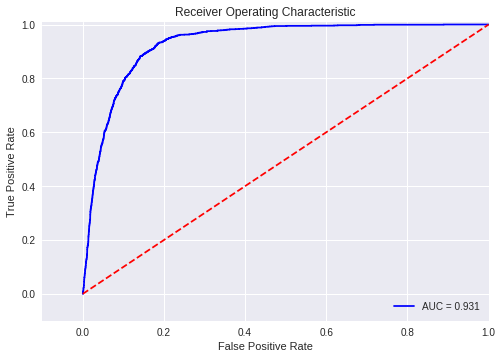 Receiver Operating Characteristic
True Positive Rate
1.0
0.8
0.6
0.4
0.2
0.0
AUC = 0.931
0.0 0.2 0.4 0.6 0.8 1.0
False Positive Rate